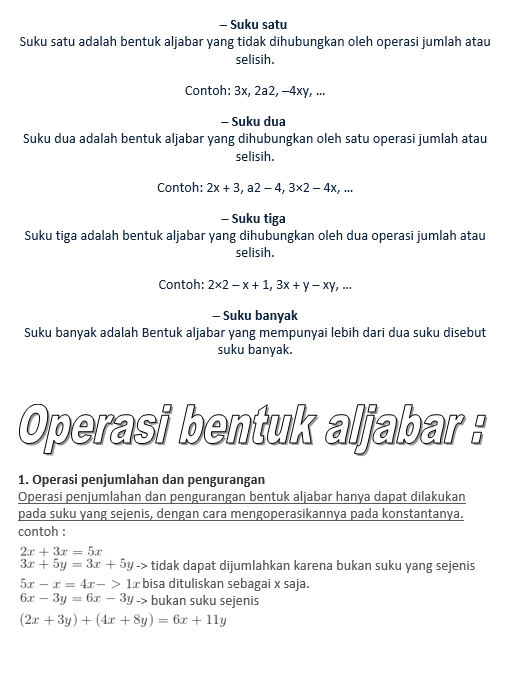 – Suku satu
Suku satu adalah bentuk aljabar yang tidak dihubungkan oleh operasi jumlah atau
selisih.
Contoh: 3x, 2a2, –4xy, …
– Suku dua
Suku dua adalah bentuk aljabar yang dihubungkan oleh satu operasi jumlah atau
selisih.
Contoh: 2x + 3, a2 – 4, 3×2 – 4x, …
– Suku tiga
Suku tiga adalah bentuk aljabar yang dihubungkan oleh dua operasi jumlah atau
selisih.
Contoh: 2×2 – x + 1, 3x + y – xy, …
– Suku banyak
Suku banyak adalah Bentuk aljabar yang mempunyai lebih dari dua suku disebut
suku banyak.
Operasi bentuk aljabar :
1. Operasi penjumlahan dan pengurangan
Operasi penjumlahan dan pengurangan bentuk aljabar hanya dapat dilakukan
pada suku yang sejenis, dengan cara mengoperasikannya pada konstantanya.
contoh :
2x + 3x = 5x
3x + 5y = 3x + 5y -> tidak dapat dijumlahkan karena bukan suku yang sejenis
5x − x = 4x− > 1x bisa dituliskan sebagai x saja.
6x − 3y = 6x − 3y -> bukan suku sejenis
(2x + 3y) + (4x + 8y) = 6x + 11y